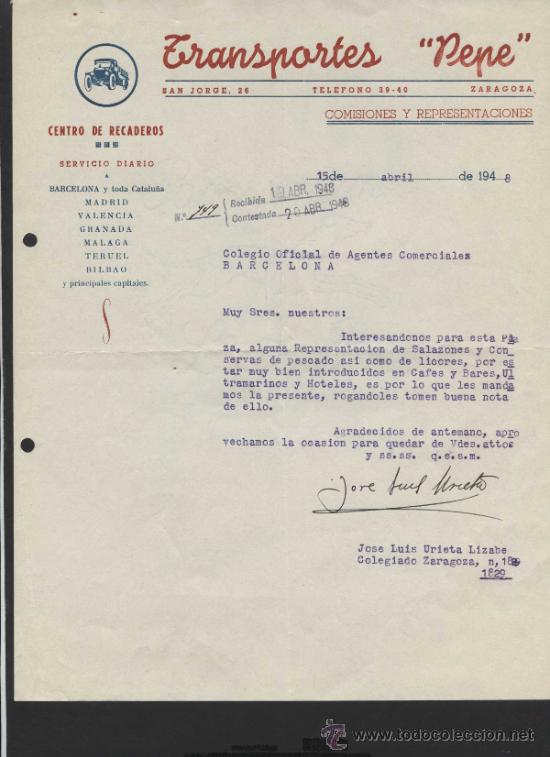 Transportes "Pepe"
SAN JORGE, 26 TELEFONO 39-40 ZARAGOZA
COMISIONES Y REPRESENTACIONES
CENTRO DE RECADEROS
SERVICIO DIARIO
A
BARCELONA y toda Cataluña
MADRID
VALENCIA
GRANADA
MALAGA
TERUEL
BILBAO
y principales capitales.
15 de abril de 1948
N.º 749
Recibida 19 ABR. 1948
Contestada 20 ABR. 1948
Colegio Oficial de Agentes Comerciales
BARCELONA
Muy Sres. nuestros:
Interesandonos para esta Pla
za, alguna Representacion de Salazones y Con
servas de pescado asi como de licores, por es
tar muy bien introducidos en Cafes y Bares, Ul
tramarinos y Hoteles, es por lo que les manda
mos la presente, rogandoles tomen buena nota
de ello.
Agradecidos de antemano, apro
vechamos la ocasion para quedar de Vdes. attos
y ss.ss. q.e.s.m.
Jose Luis Urieta
Jose Luis Urieta Lizabe
Colegiado Zaragoza, n, 182
1829
www.todocoleccion.net